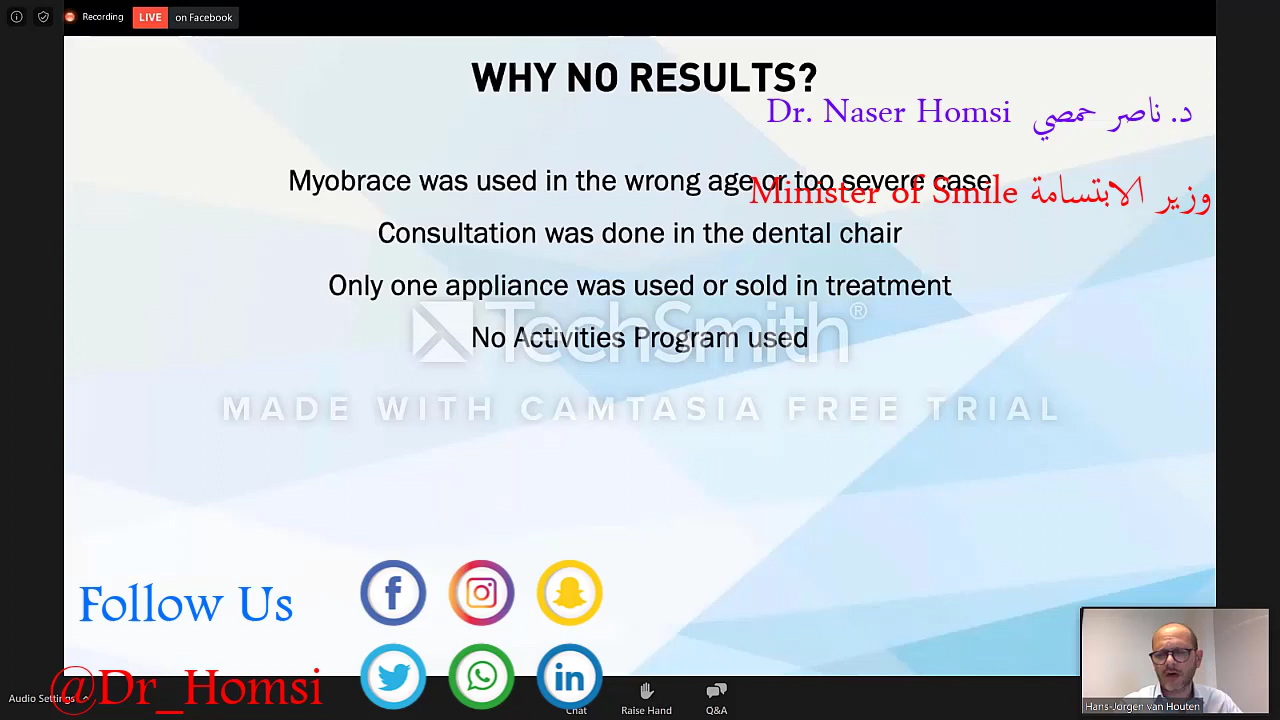 Recording
LIVE
on Facebook
WHY NO RESULTS?
Dr. Naser Homsi د. ناصر حمصي
Myobrace was used in the wrong age or too severe case
Minister of Smile وزير الابتسامة
Consultation was done in the dental chair
Only one appliance was used or sold in treatment
TechSmith®
No Activities Program used
MADE WITH CAMTASIA FREE TRIAL
Follow Us
@Dr_Homsi
Audio Settings
Chat
Raise Hand
Q&A
Hans-Jörgen van Houten